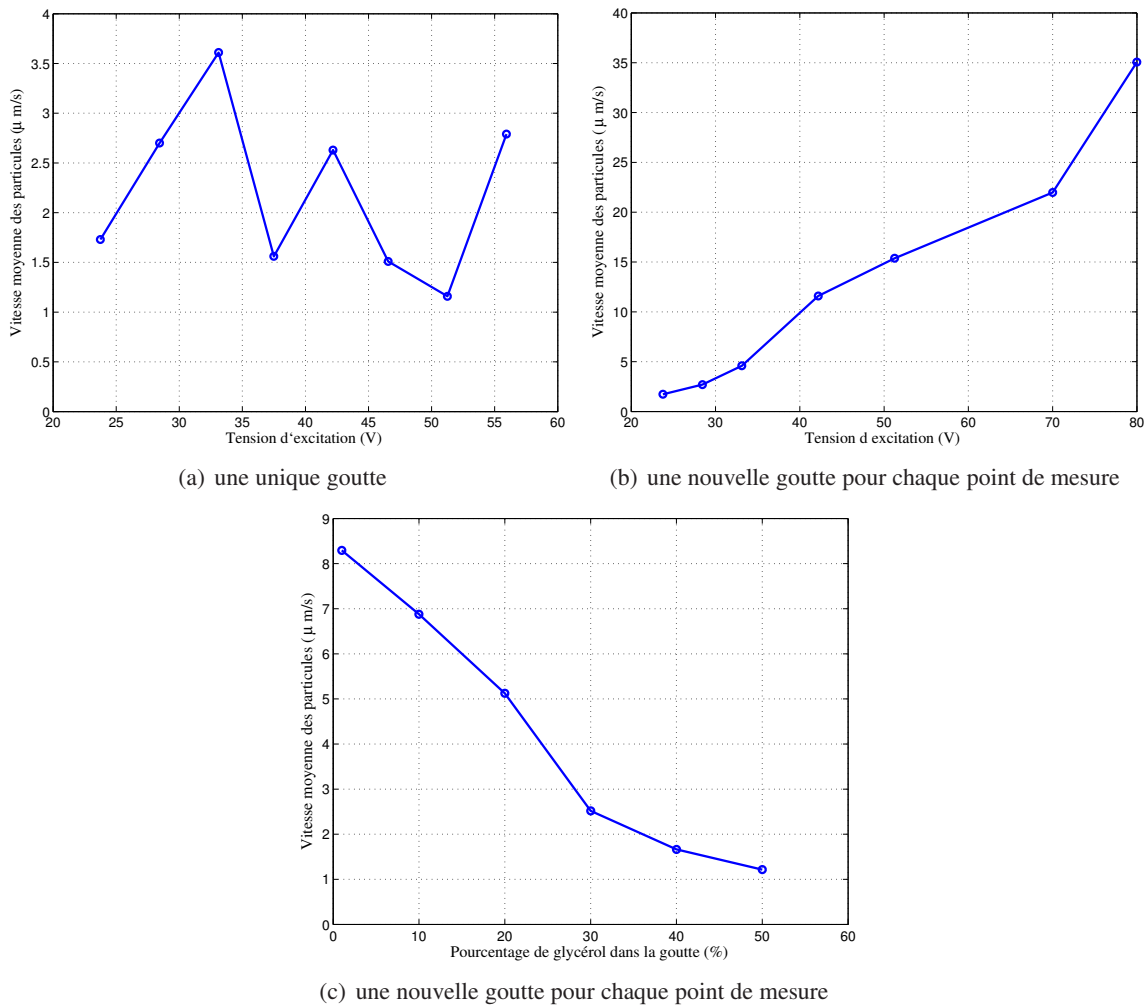 4
3.5
3
2.5
2
1.5
1
0.5
0
20 25 30 35 40 45 50 55 60
Vitesse moyenne des particules (µ m/s)
Tension d‘excitation (V)
(a) une unique goutte
40
35
30
25
20
15
10
5
0
20 30 40 50 60 70 80
Vitesse moyenne des particules ( µ m/s)
Tension d excitation (V)
(b) une nouvelle goutte pour chaque point de mesure
9
8
7
6
5
4
3
2
1
0
0 10 20 30 40 50 60
Vitesse moyenne des particules ( µ m/s)
Pourcentage de glycérol dans la goutte (%)
(c) une nouvelle goutte pour chaque point de mesure